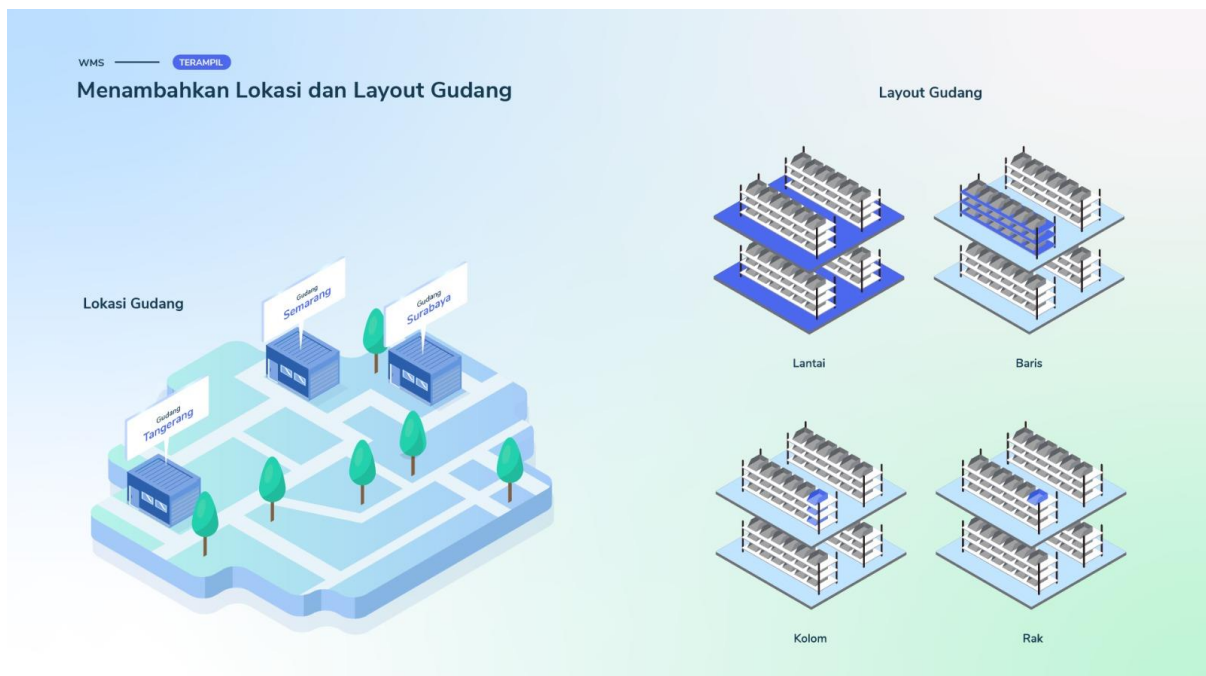 WMS
TERAMPIL
Menambahkan Lokasi dan Layout Gudang
Lokasi Gudang
Gudang
Semarang
Gudang
Surabaya
Gudang
Tangerang
Layout Gudang
Lantai
Baris
Kolom
Rak